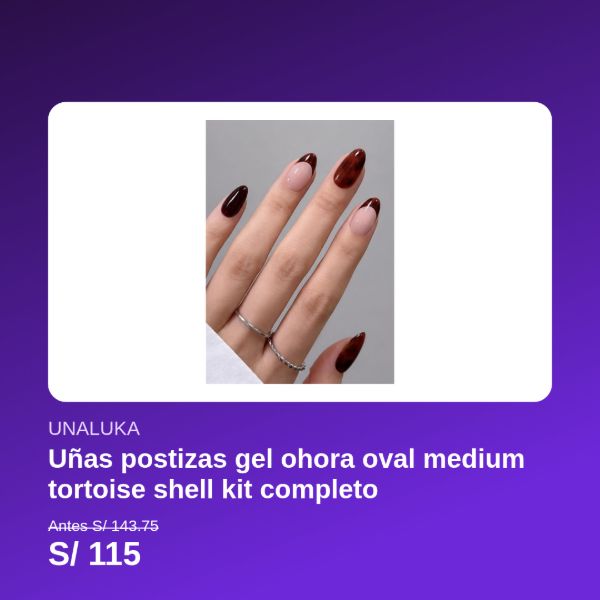 UNALUKA
Uñas postizas gel ohora oval medium
tortoise shell kit completo
Antes S/ 143.75
S/ 115